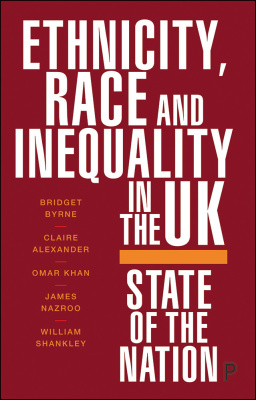 ETHNICITY,
RACE AND
INEQUALITY
IN
THE UK
BRIDGET
BYRNE
CLAIRE
ALEXANDER
OMAR KHAN
JAMES
NAZROO
WILLIAM
SHANKLEY
STATE
OF THE
NATION
P